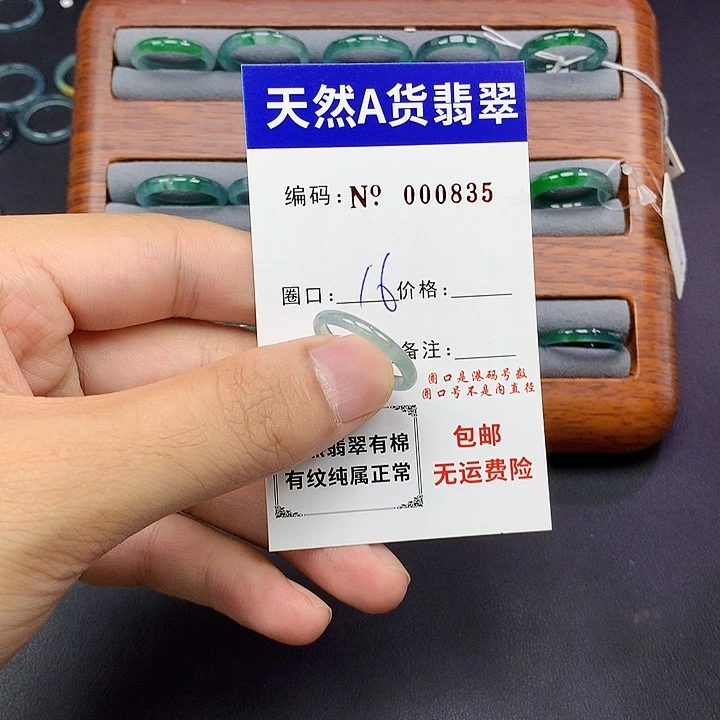 天然A货翡翠
编码:Nº 000835
圈口:16 价格:
备注:
圈口是港码号数
圈口号不是内直径
然翡翠有棉
有纹纯属正常
包邮
无运费险